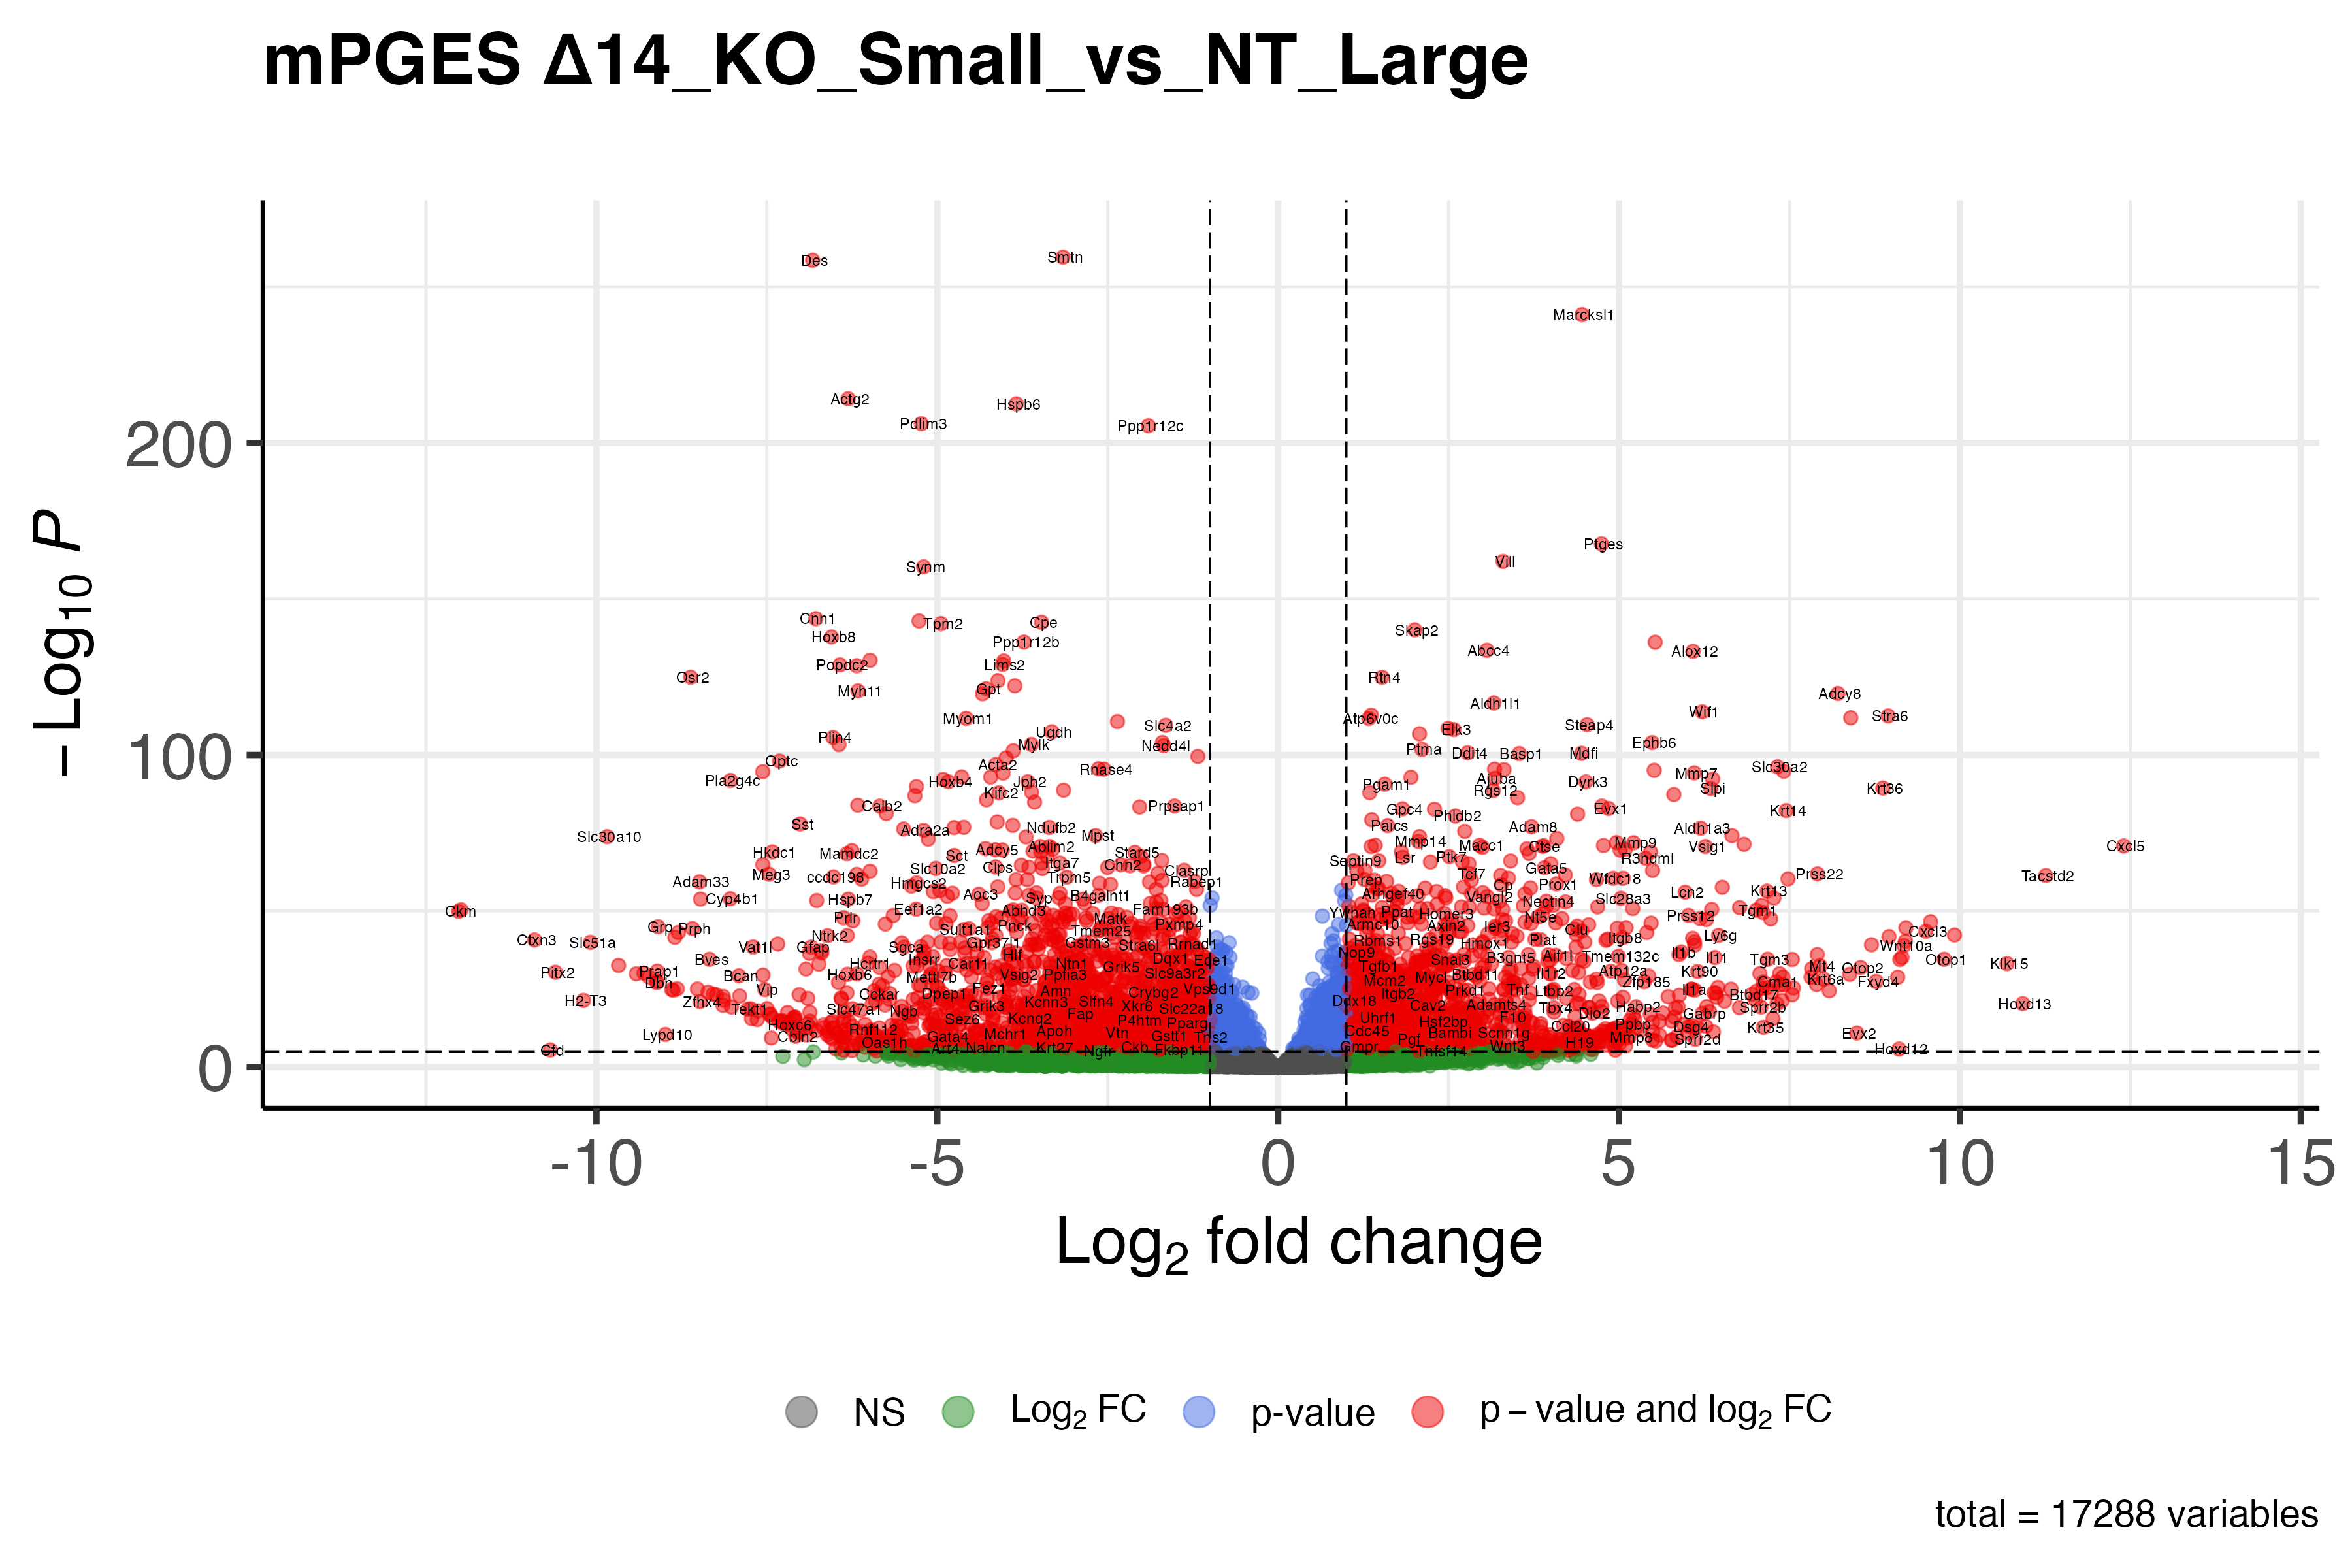 mPGES Δ14_KO_Small_vs_NT_Large
Des
Smtn
Marcksl1
Actg2
Hspb6
Pdlim3
Ppp1r12c
200
Ptges
Vill
Synm
Cnn1
Tpm2
Cpe
Skap2
Hoxb8
Ppp1r12b
Abcc4
Alox12
Popdc2
Lims2
Osr2
Rtn4
Myh11
Gpt
Adcy8
Aldh1l1
Wif1
Stra6
Myom1
Atp6v0c
Slc4a2
Elk3
Steap4
Plin4
Ugdh
Mylk
Nedd4l
Ephb6
Ptma
Ddit4
Basp1
Mdfi
100
Optc
Acta2
Rnase4
Slc30a2
Pla2g4c
Hoxb4
Jph2
Kifc2
Pgam1
Ajuba
Rgs12
Dyrk3
Mmp7
Slpi
Krt36
Calb2
Prpsap1
Gpc4
Phldb2
Evx1
Krt14
Sst
Adra2a
Ndufb2
Mpst
Paics
Adam8
Aldh1a3
Slc30a10
Mmp14
Macc1
Ctse
Mmp9
Vsig1
Cxcl5
Hkdc1
Mamdc2
Sct
Adcy5
Ablim2
Stard5
Septin9
Lsr
Ptk7
R3hdml
Meg3
ccdc198
Slc10a2
Clps
Itga7
Chn2
Clasrp
Tcf7
Gata5
Prss22
Tacstd2
Adam33
Hmgcs2
Trpm5
Rabep1
Prep
Cp
Prox1
Wfdc18
Cyp4b1
Hspb7
Aoc3
Syp
B4galnt1
Arhgef40
Vangl2
Nectin4
Slc28a3
Lcn2
Krt13
Ckm
Eef1a2
Abhd3
Fam193b
Ywhah
Ppat
Homer3
Nt5e
Prss12
Tgm1
Grp
Prph
Prlr
Sult1a1
Pnck
Matk
Pxmp4
Armc10
Axin2
Ier3
Clu
Cxcl3
Ctxn3
Slc51a
Vat1l
Ntrk2
Gfap
Sgca
Gpr37l1
Tmem25
Gstm3
Stra6l
Rrnad1
Rbms1
Rgs19
Hmox1
Plat
Itgb8
Ly6g
Wnt10a
Bves
Hcrtr1
Insrr
Car11
Hlf
Ntn1
Grik5
Dqx1
Ece1
Nop9
Tgfb1
Snai3
B3gnt5
Aif1l
Tmem132c
Il1b
Il11
Tgm3
Mt4
Otop2
Otop1
Klk15
Pitx2
Prap1
Dbh
Bcan
Hoxb6
Mettl7b
Vsig2
Ppfia3
Slc9a3r2
Mcm2
Mycl
Btbd11
Il1r2
Atp12a
Krt90
Krt6a
Fxyd4
H2-T3
Zfhx4
Vip
Cckar
Dpep1
Fez1
Amn
Crybg2
Vps9d1
Itgb2
Prkd1
Tnf
Ltbp2
Zfp185
Il1a
Cma1
Btbd17
Hoxd13
Tekt1
Slc47a1
Ngb
Grik3
Kcnn3
Slfn4
Xkr6
Slc22a18
Ddx18
Cav2
Adamts4
Tbx4
Habp2
Sprr2b
Hoxc6
Sez6
Kcnq2
Fap
P4htm
Pparg
Uhrf1
Hsf2bp
F10
Dio2
Gabrp
Lypd10
Cbln2
Rnf112
Gata4
Mchr1
Apoh
Vtn
Gstt1
Tns2
Cdc45
Pgf
Bambi
Scnn1g
Ccl20
Ppbp
Dsg4
Krt35
Evx2
Cfd
Oas1h
Art4
Nalcn
Krt27
Ngfr
Ckb
Fkbp11
Gmpr
Tnfsf14
Wnt3
H19
Mmp8
Sprr2d
Hoxd12
0
-10 -5 0 5 10 15
Log2 fold change
−Log10 P
NS Log2 FC p-value p − value and log2 FC
total = 17288 variables